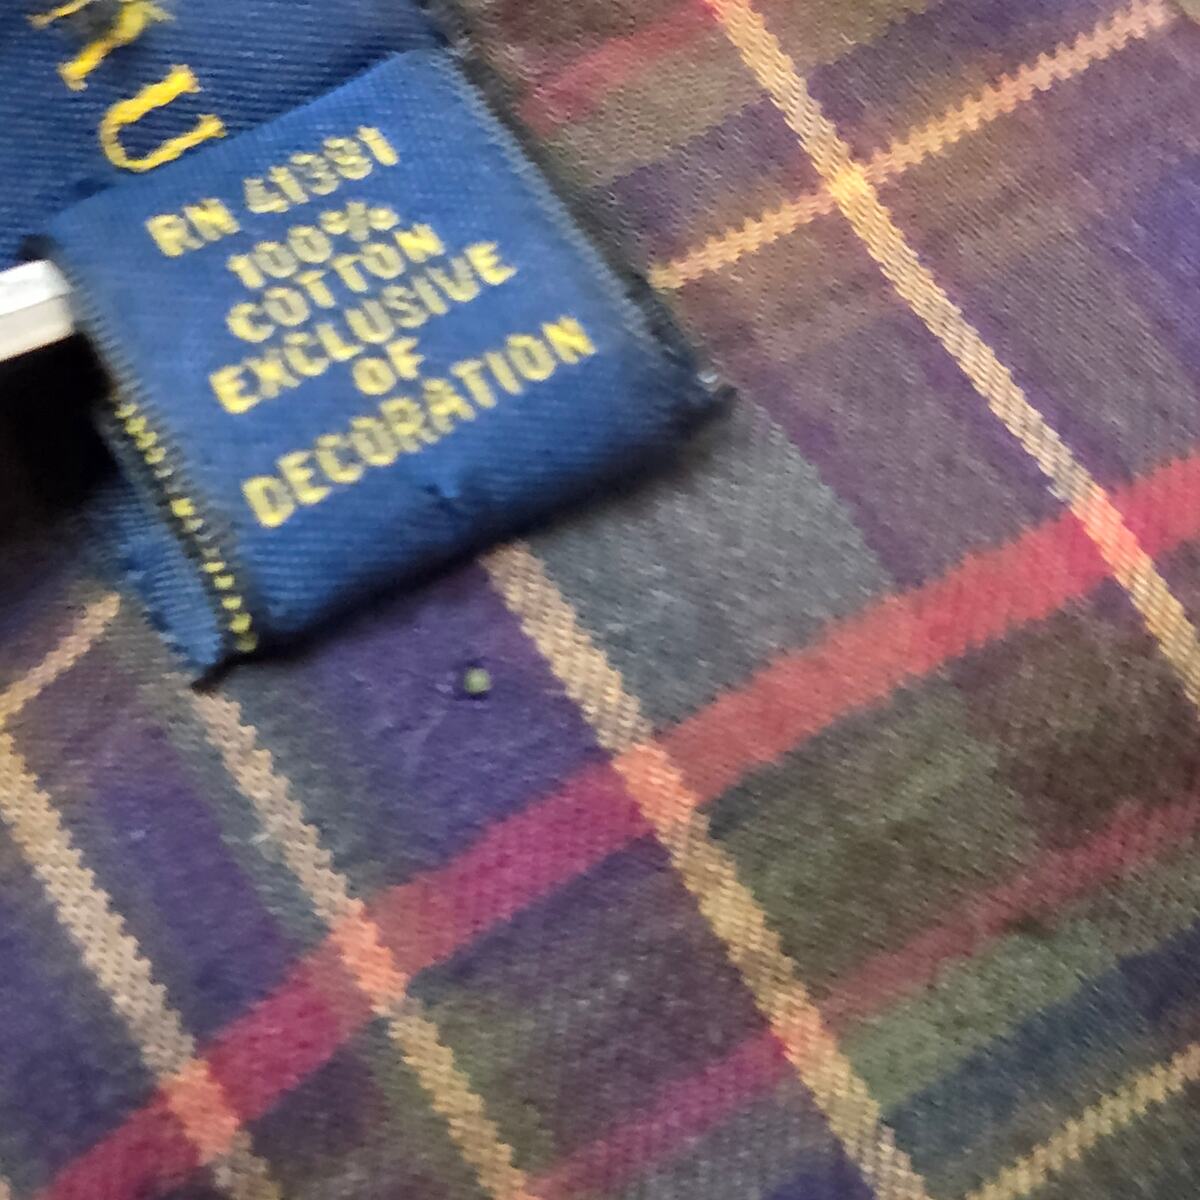 U
RN 41381
100%
COTTON
EXCLUSIVE
OF
DECORATION